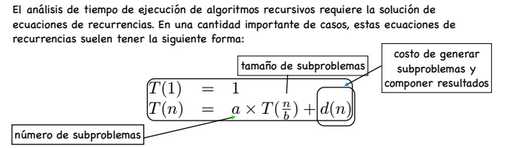 El análisis de tiempo de ejecución de algoritmos recursivos requiere la solución de
ecuaciones de recurrencias. En una cantidad importante de casos, estas ecuaciones de
recurrencias suelen tener la siguiente forma:
costo de generar
subproblemas y
componer resultados
tamaño de subproblemas
T(1) = 1
T(n) = a × T(n/b) + d(n)
número de subproblemas